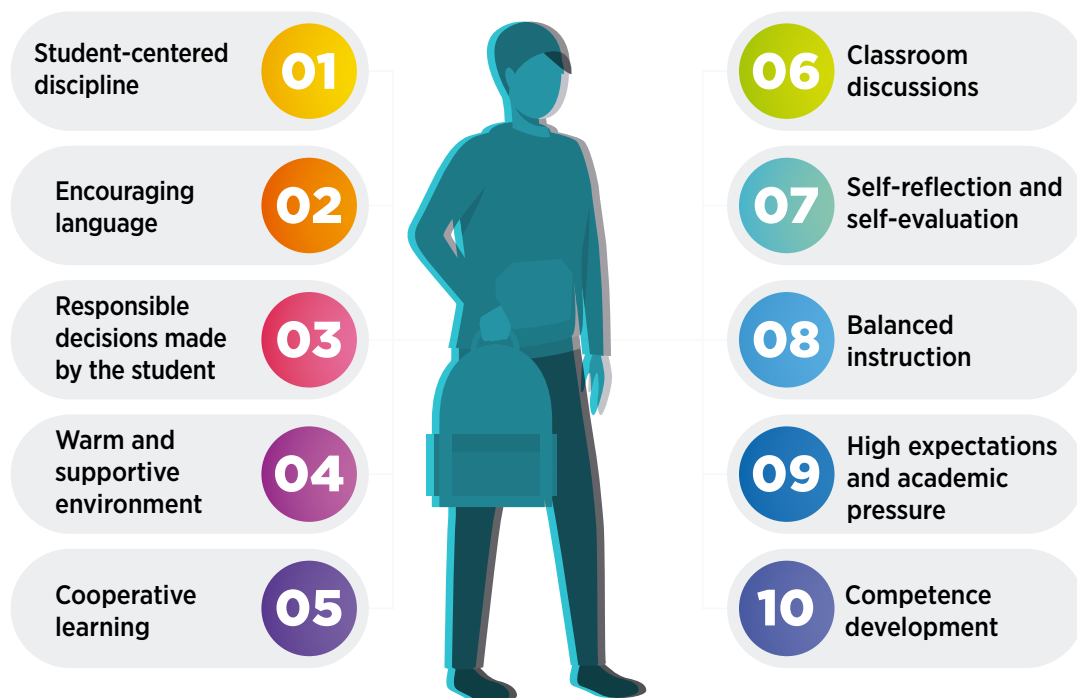 Student-centered
discipline
01
Encouraging
language
02
Responsible
decisions made
by the student
03
Warm and
supportive
environment
04
Cooperative
learning
05
06
Classroom
discussions
07
Self-reflection and
self-evaluation
08
Balanced
instruction
09
High expectations
and academic
pressure
10
Competence
development